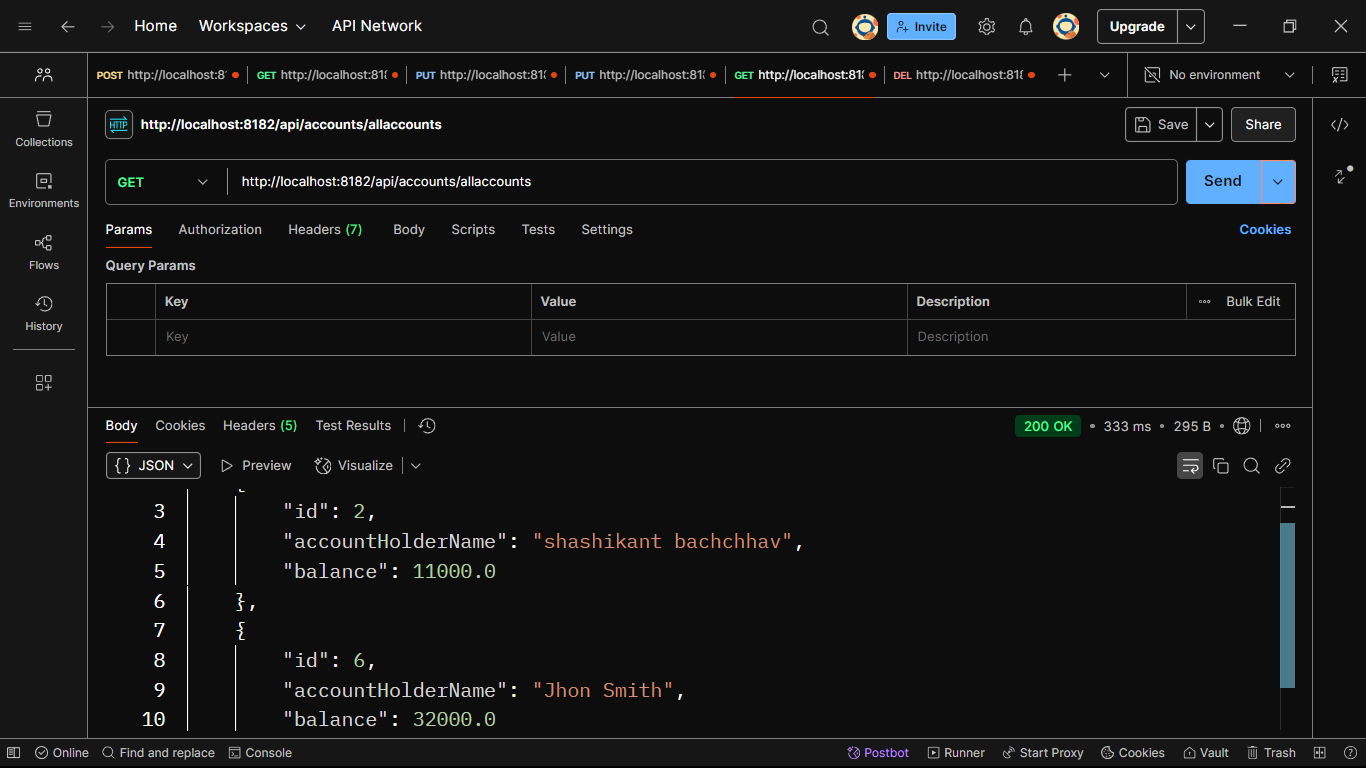 Home Workspaces API Network Invite Upgrade
POST http://localhost:8 GET http://localhost:81 PUT http://localhost:81 PUT http://localhost:81 GET http://localhost:81 DEL http://localhost:81 No environment
HTTP http://localhost:8182/api/accounts/allaccounts Save Share
GET http://localhost:8182/api/accounts/allaccounts Send
Params Authorization Headers (7) Body Scripts Tests Settings Cookies
Query Params
Key Value Description Bulk Edit
Key Value Description
Collections
Environments
Flows
History
Body Cookies Headers (5) Test Results 200 OK • 333 ms • 295 B •
{} JSON Preview Visualize
3 "id": 2,
4 "accountHolderName": "shashikant bachchhav",
5 "balance": 11000.0
6 },
7 {
8 "id": 6,
9 "accountHolderName": "Jhon Smith",
10 "balance": 32000.0
Online Find and replace Console Postbot Runner Start Proxy Cookies Vault Trash